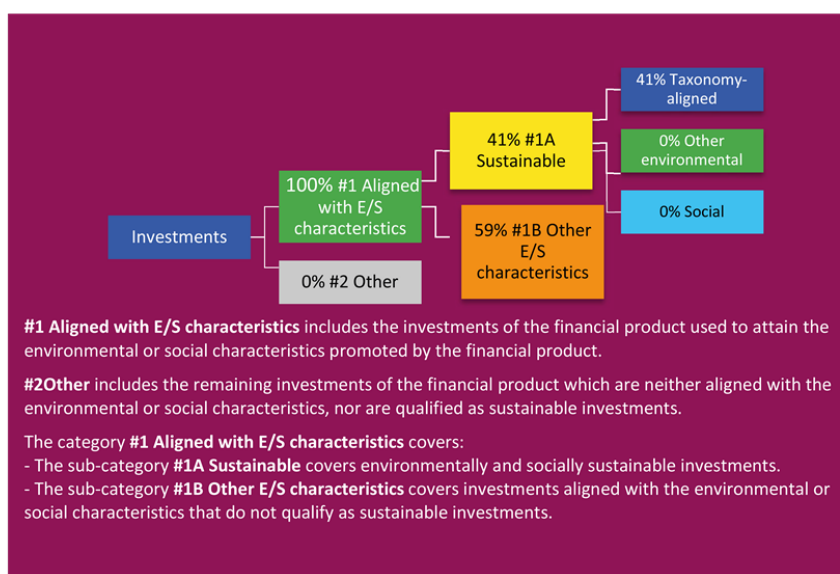 41% Taxonomy-
aligned
41% #1A
Sustainable
0% Other
environmental
100% #1 Aligned
with E/S
characteristics
0% Social
Investments
59% #1B Other
E/S
characteristics
0% #2 Other
#1 Aligned with E/S characteristics includes the investments of the financial product used to attain the
environmental or social characteristics promoted by the financial product.
#2Other includes the remaining investments of the financial product which are neither aligned with the
environmental or social characteristics, nor are qualified as sustainable investments.
The category #1 Aligned with E/S characteristics covers:
- The sub-category #1A Sustainable covers environmentally and socially sustainable investments.
- The sub-category #1B Other E/S characteristics covers investments aligned with the environmental or
social characteristics that do not qualify as sustainable investments.